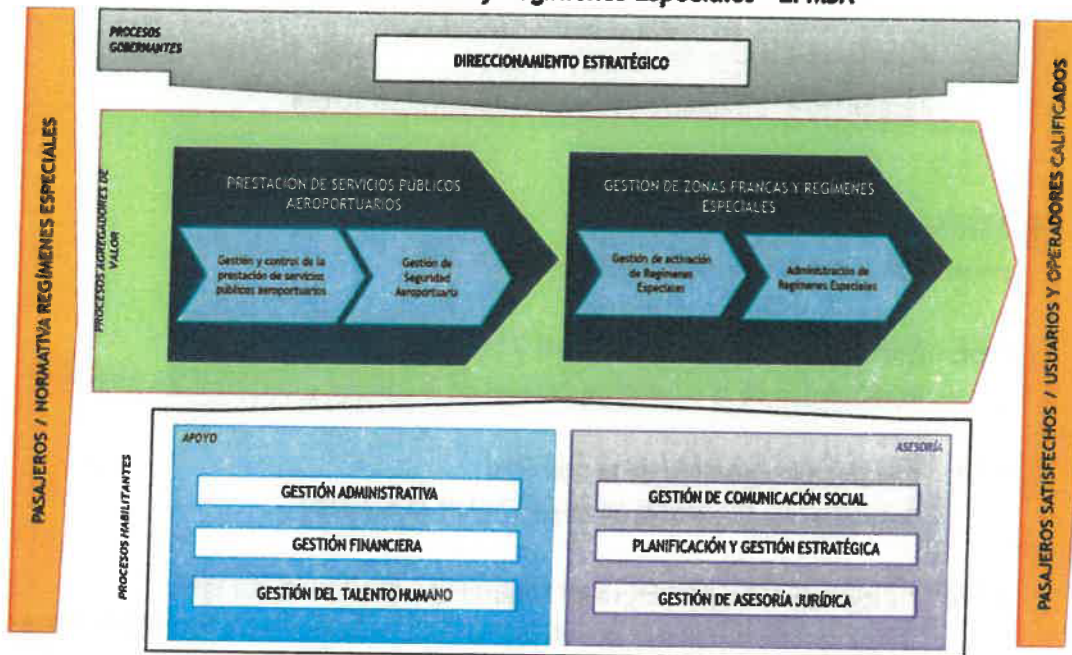 Regímenes Especiales
PROCESOS
GOBERNANTES
DIRECCIONAMIENTO ESTRATÉGICO
PASAJEROS / NORMATIVA REGÍMENES ESPECIALES
PROCESOS AGREGADORES DE
VALOR
PRESTACIÓN DE SERVICIOS PÚBLICOS
AEROPORTUARIOS
Gestión y control de la
prestación de servicios
públicos aeroportuarios
Gestión de
Seguridad
Aeroportuaria
GESTIÓN DE ZONAS FRANCAS Y REGÍMENES
ESPECIALES
Gestión de activación
de Regímenes
Especiales
Administración de
Regímenes Especiales
PROCESOS HABILITANTES
APOYO
GESTIÓN ADMINISTRATIVA
GESTIÓN FINANCIERA
GESTIÓN DEL TALENTO HUMANO
ASESORÍA
GESTIÓN DE COMUNICACIÓN SOCIAL
PLANIFICACIÓN Y GESTIÓN ESTRATÉGICA
GESTIÓN DE ASESORÍA JURÍDICA
PASAJEROS SATISFECHOS / USUARIOS Y OPERADORES CALIFICADOS